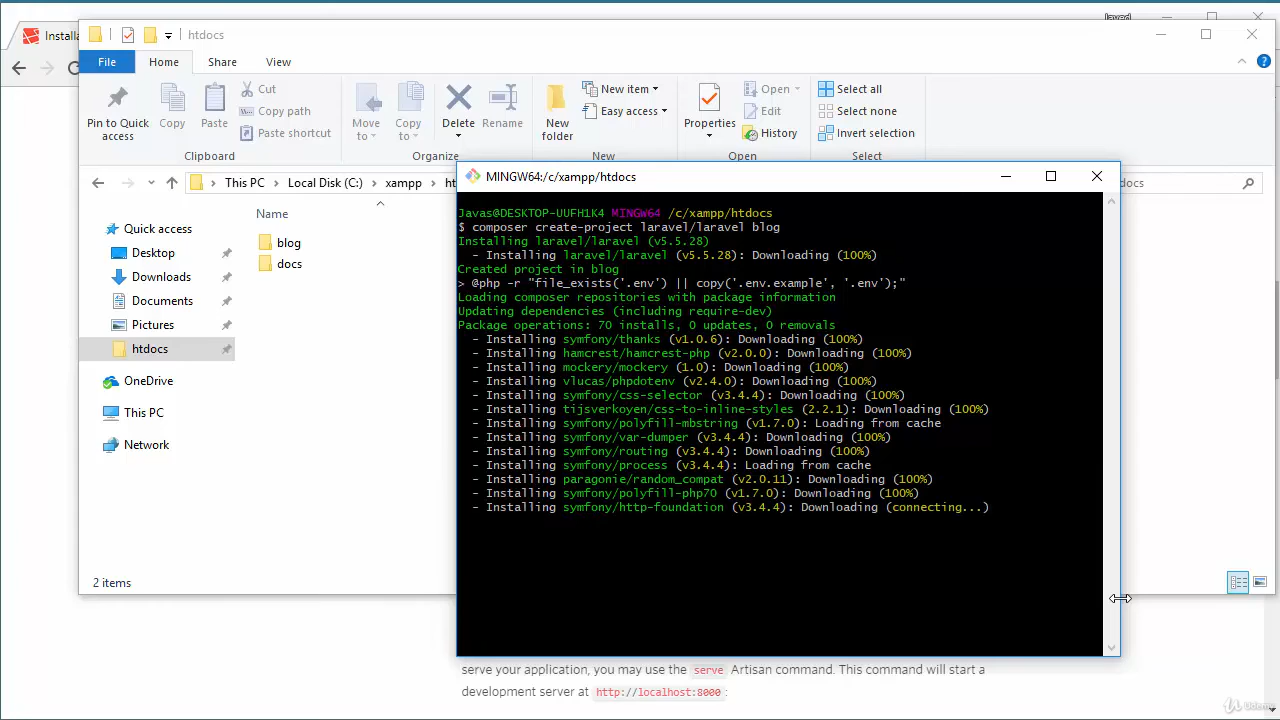 Javed
Installa
htdocs
File
Home
Share
View
Pin to Quick
access
Copy
Paste
Cut
Copy path
Paste shortcut
Clipboard
Move
to
Copy
to
Delete
Rename
Organize
New
folder
New item
Easy access
New
Properties
Open
Edit
History
Open
Select all
Select none
Invert selection
Select
This PC
Local Disk (C:)
xampp
ht
docs
Quick access
Desktop
Downloads
Documents
Pictures
htdocs
OneDrive
This PC
Network
Name
blog
docs
2 items
MINGW64:/c/xampp/htdocs
Javas@DESKTOP-UUFH1K4 MINGW64 /c/xampp/htdocs
$ composer create-project laravel/laravel blog
Installing laravel/laravel (v5.5.28)
- Installing laravel/laravel (v5.5.28): Downloading (100%)
Created project in blog
> @php -r "file_exists('.env') || copy('.env.example', '.env');"
Loading composer repositories with package information
Updating dependencies (including require-dev)
Package operations: 70 installs, 0 updates, 0 removals
- Installing symfony/thanks (v1.0.6): Downloading (100%)
- Installing hamcrest/hamcrest-php (v2.0.0): Downloading (100%)
- Installing mockery/mockery (1.0): Downloading (100%)
- Installing vlucas/phpdotenv (v2.4.0): Downloading (100%)
- Installing symfony/css-selector (v3.4.4): Downloading (100%)
- Installing tijsverkoyen/css-to-inline-styles (2.2.1): Downloading (100%)
- Installing symfony/polyfill-mbstring (v1.7.0): Loading from cache
- Installing symfony/var-dumper (v3.4.4): Downloading (100%)
- Installing symfony/routing (v3.4.4): Downloading (100%)
- Installing symfony/process (v3.4.4): Loading from cache
- Installing paragonie/random_compat (v2.0.11): Downloading (100%)
- Installing symfony/polyfill-php70 (v1.7.0): Downloading (100%)
- Installing symfony/http-foundation (v3.4.4): Downloading (connecting...)
serve your application, you may use the serve Artisan command. This command will start a
development server at http://localhost:8000 :
Udemy